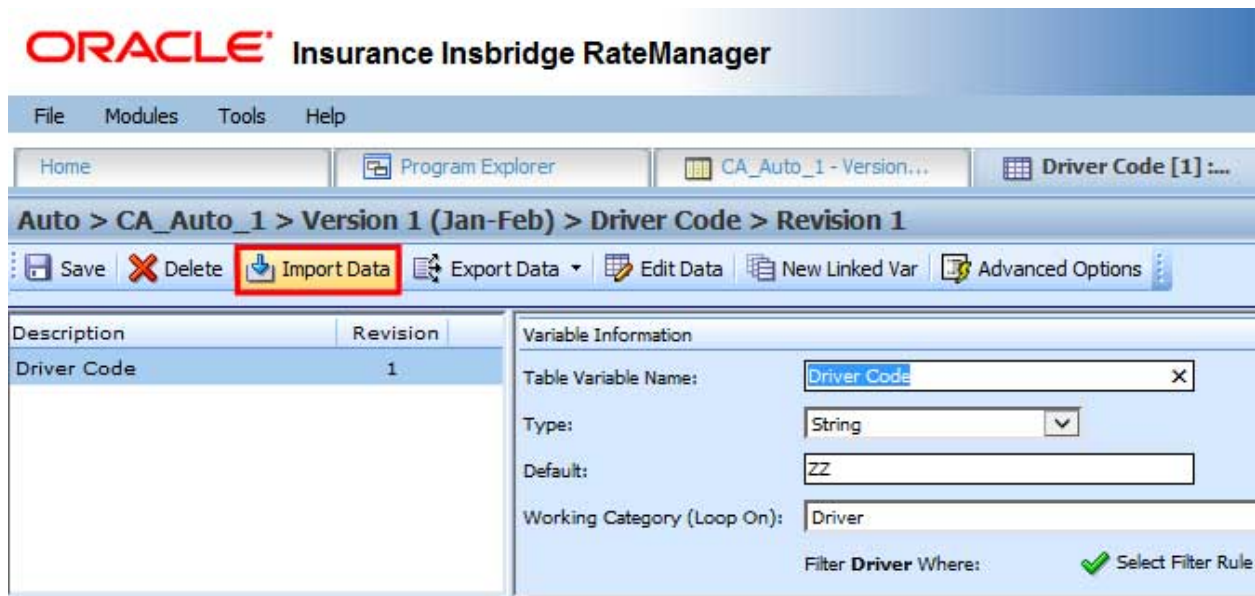 ORACLE' Insurance Insbridge RateManager
File Modules Tools Help
Home Program Explorer CA_Auto_1 - Version... Driver Code [1] :...
Auto > CA_Auto_1 > Version 1 (Jan-Feb) > Driver Code > Revision 1
Save Delete Import Data Export Data Edit Data New Linked Var Advanced Options
Description Revision
Driver Code 1
Variable Information
Table Variable Name: Driver Code
Type: String
Default: ZZ
Working Category (Loop On): Driver
Filter Driver Where: Select Filter Rule